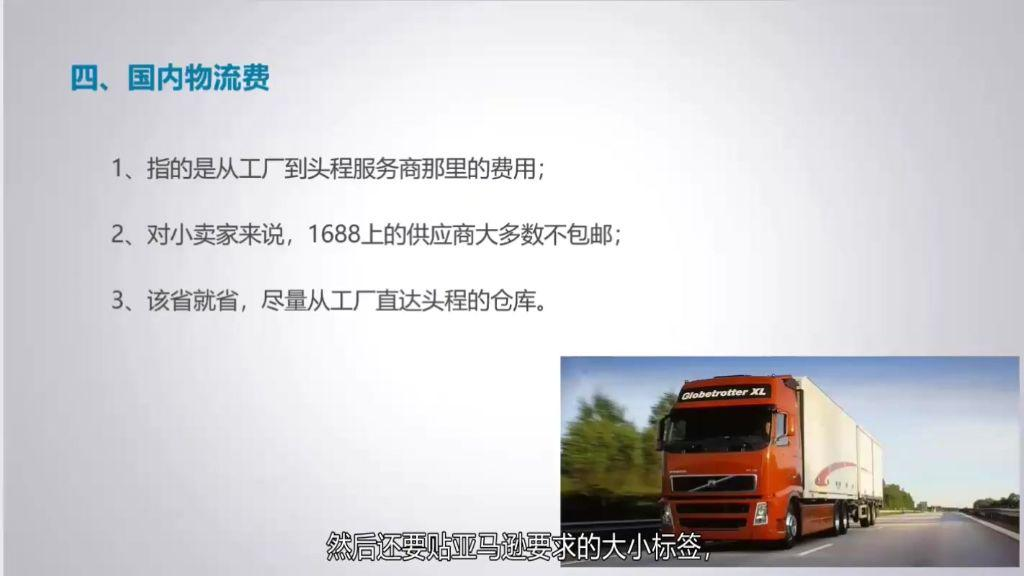 四、国内物流费
1、指的是从工厂到头程服务商那里的费用；
2、对小卖家来说，1688上的供应商大多数不包邮；
3、该省就省，尽量从工厂直达头程的仓库。
Globetrotter XL
然后还要贴亚马逊要求的大小标签，